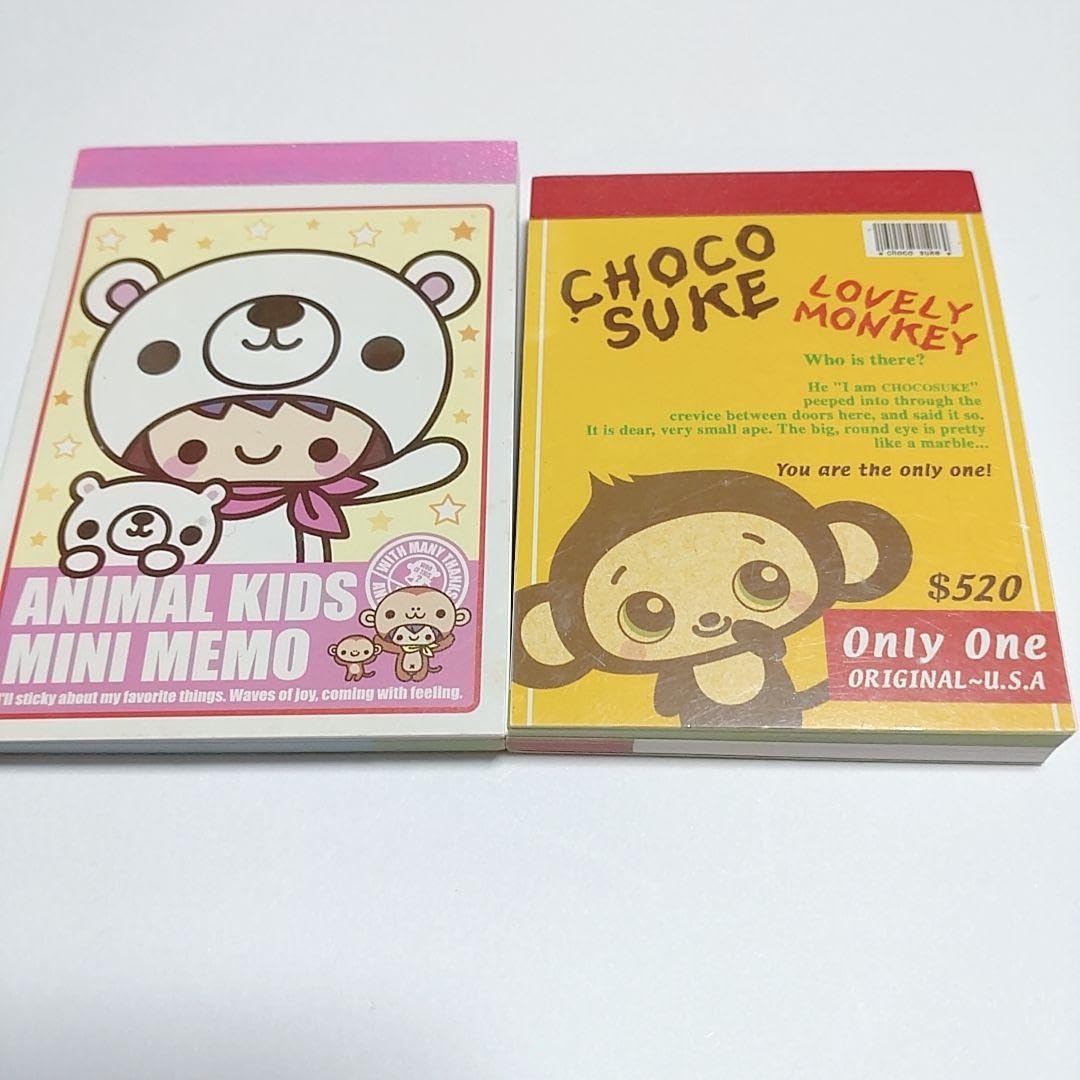 ANIMAL KIDS
MINI MEMO
WITH MANY THANKS
'll sticky about my favorite things. Waves of joy, coming with feeling.
choco suke
CHOCO
SUKE
LOVELY
MONKEY
Who is there?
He "I am CHOCOSUKE"
peeped into through the
crevice between doors here, and said it so.
It is dear, very small ape. The big, round eye is pretty
like a marble...
You are the only one!
$520
Only One
ORIGINAL~U.S.A